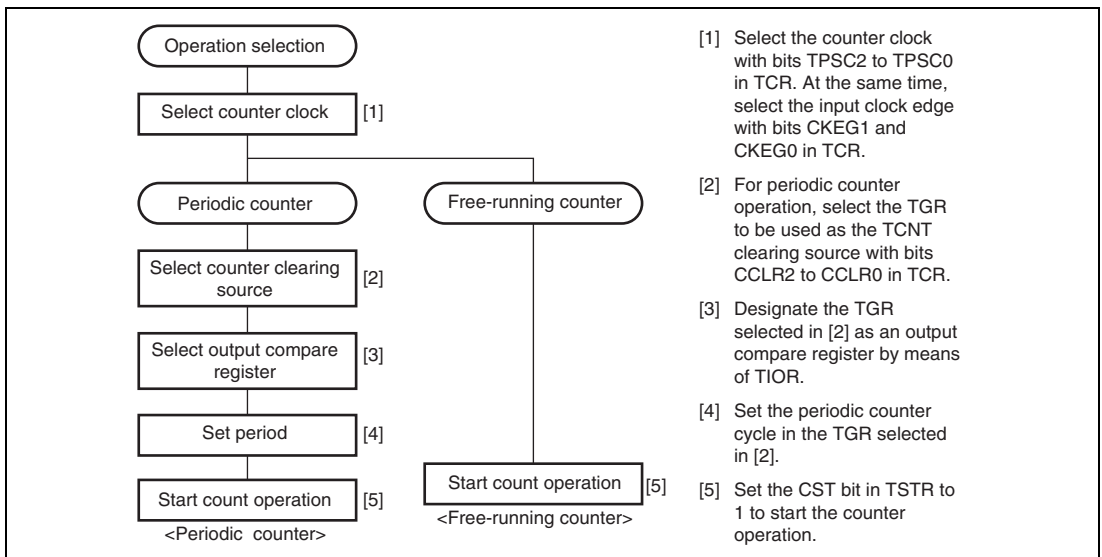 Operation selection
Select counter clock
[1]
Periodic counter
Free-running counter
Select counter clearing
source
[2]
Select output compare
register
[3]
Set period
[4]
Start count operation
[5]
<Periodic counter>
Start count operation
[5]
<Free-running counter>
[1] Select the counter clock
with bits TPSC2 to TPSC0
in TCR. At the same time,
select the input clock edge
with bits CKEG1 and
CKEG0 in TCR.
[2] For periodic counter
operation, select the TGR
to be used as the TCNT
clearing source with bits
CCLR2 to CCLR0 in TCR.
[3] Designate the TGR
selected in [2] as an output
compare register by means
of TIOR.
[4] Set the periodic counter
cycle in the TGR selected
in [2].
[5] Set the CST bit in TSTR to
1 to start the counter
operation.